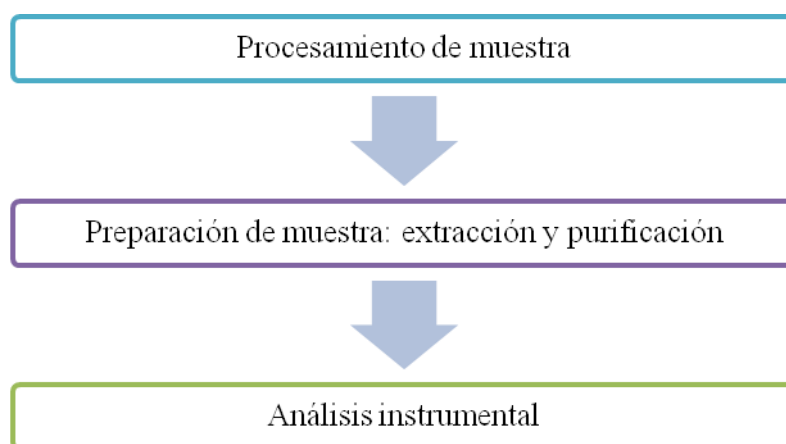 Procesamiento de muestra
Preparación de muestra: extracción y purificación
Análisis instrumental